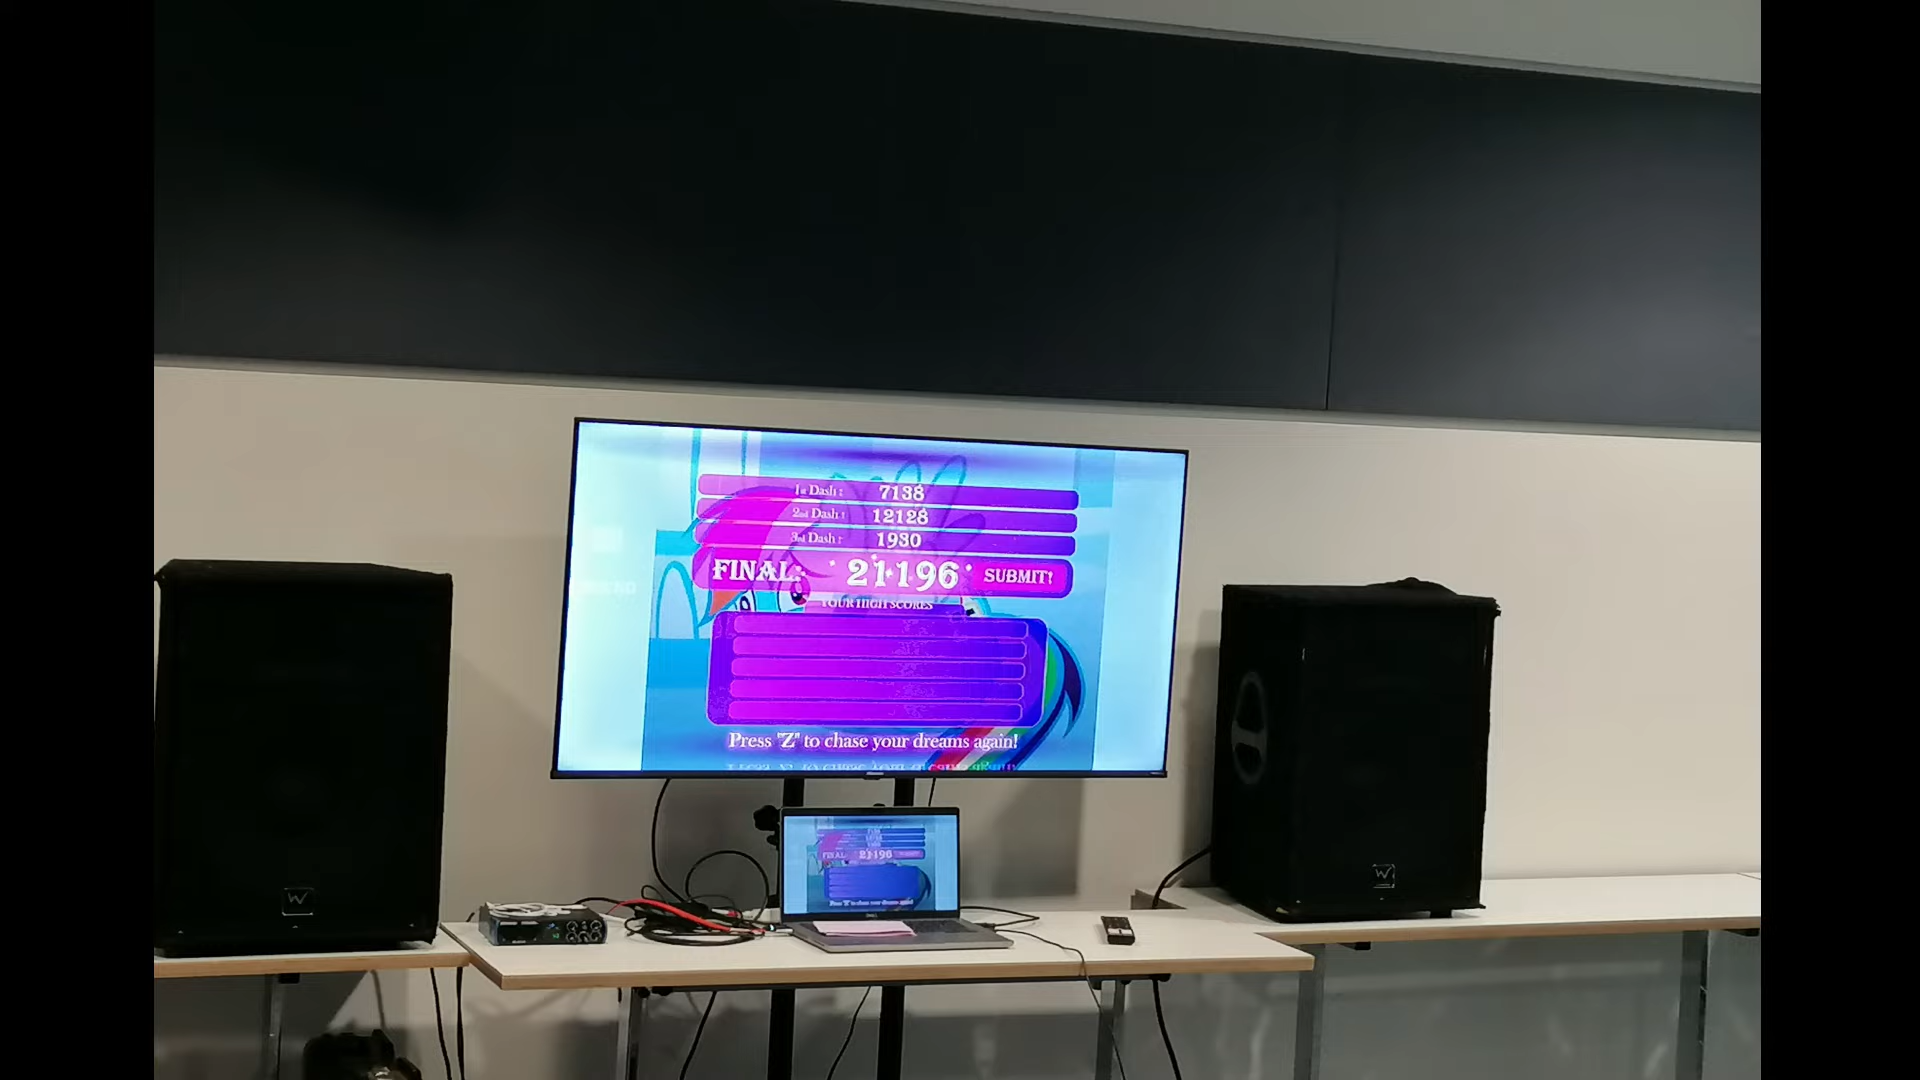 1st Dash : 7138
2nd Dash : 12128
3rd Dash : 1930
FINAL: 21196 SUBMIT!
YOUR HIGH SCORES
Press "Z" to chase your dreams again!
FINAL: 21196
W
W